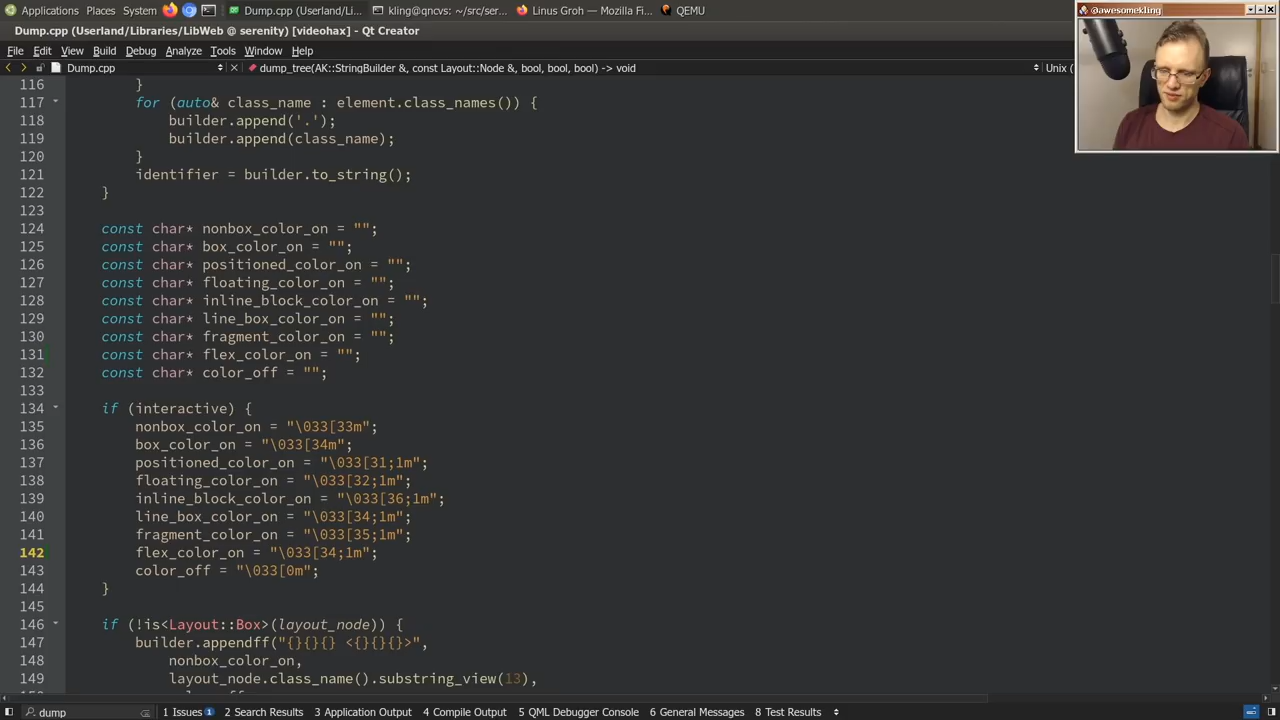 Applications Places System Dump.cpp (Userland/Li... kling@qncvs: ~/src/ser... Linus Groh — Mozilla Fi... QEMU
@awesomekling
Dump.cpp (Userland/Libraries/LibWeb @ serenity) [videohax] - Qt Creator
File Edit View Build Debug Analyze Tools Window Help
Dump.cpp dump_tree(AK::StringBuilder &, const Layout::Node &, bool, bool, bool) -> void Unix (
116 }
117 for (auto& class_name : element.class_names()) {
118 builder.append('.');
119 builder.append(class_name);
120 }
121 identifier = builder.to_string();
122 }
123
124 const char* nonbox_color_on = "";
125 const char* box_color_on = "";
126 const char* positioned_color_on = "";
127 const char* floating_color_on = "";
128 const char* inline_block_color_on = "";
129 const char* line_box_color_on = "";
130 const char* fragment_color_on = "";
131 const char* flex_color_on = "";
132 const char* color_off = "";
133
134 if (interactive) {
135 nonbox_color_on = "\033[33m";
136 box_color_on = "\033[34m";
137 positioned_color_on = "\033[31;1m";
138 floating_color_on = "\033[32;1m";
139 inline_block_color_on = "\033[36;1m";
140 line_box_color_on = "\033[34;1m";
141 fragment_color_on = "\033[35;1m";
142 flex_color_on = "\033[34;1m";
143 color_off = "\033[0m";
144 }
145
146 if (!is<Layout::Box>(layout_node)) {
147 builder.appendff("{}{}{} <{}{}{}>",
148 nonbox_color_on,
149 layout_node.class_name().substring_view(13),
dump 1 Issues 1 2 Search Results 3 Application Output 4 Compile Output 5 QML Debugger Console 6 General Messages 8 Test Results